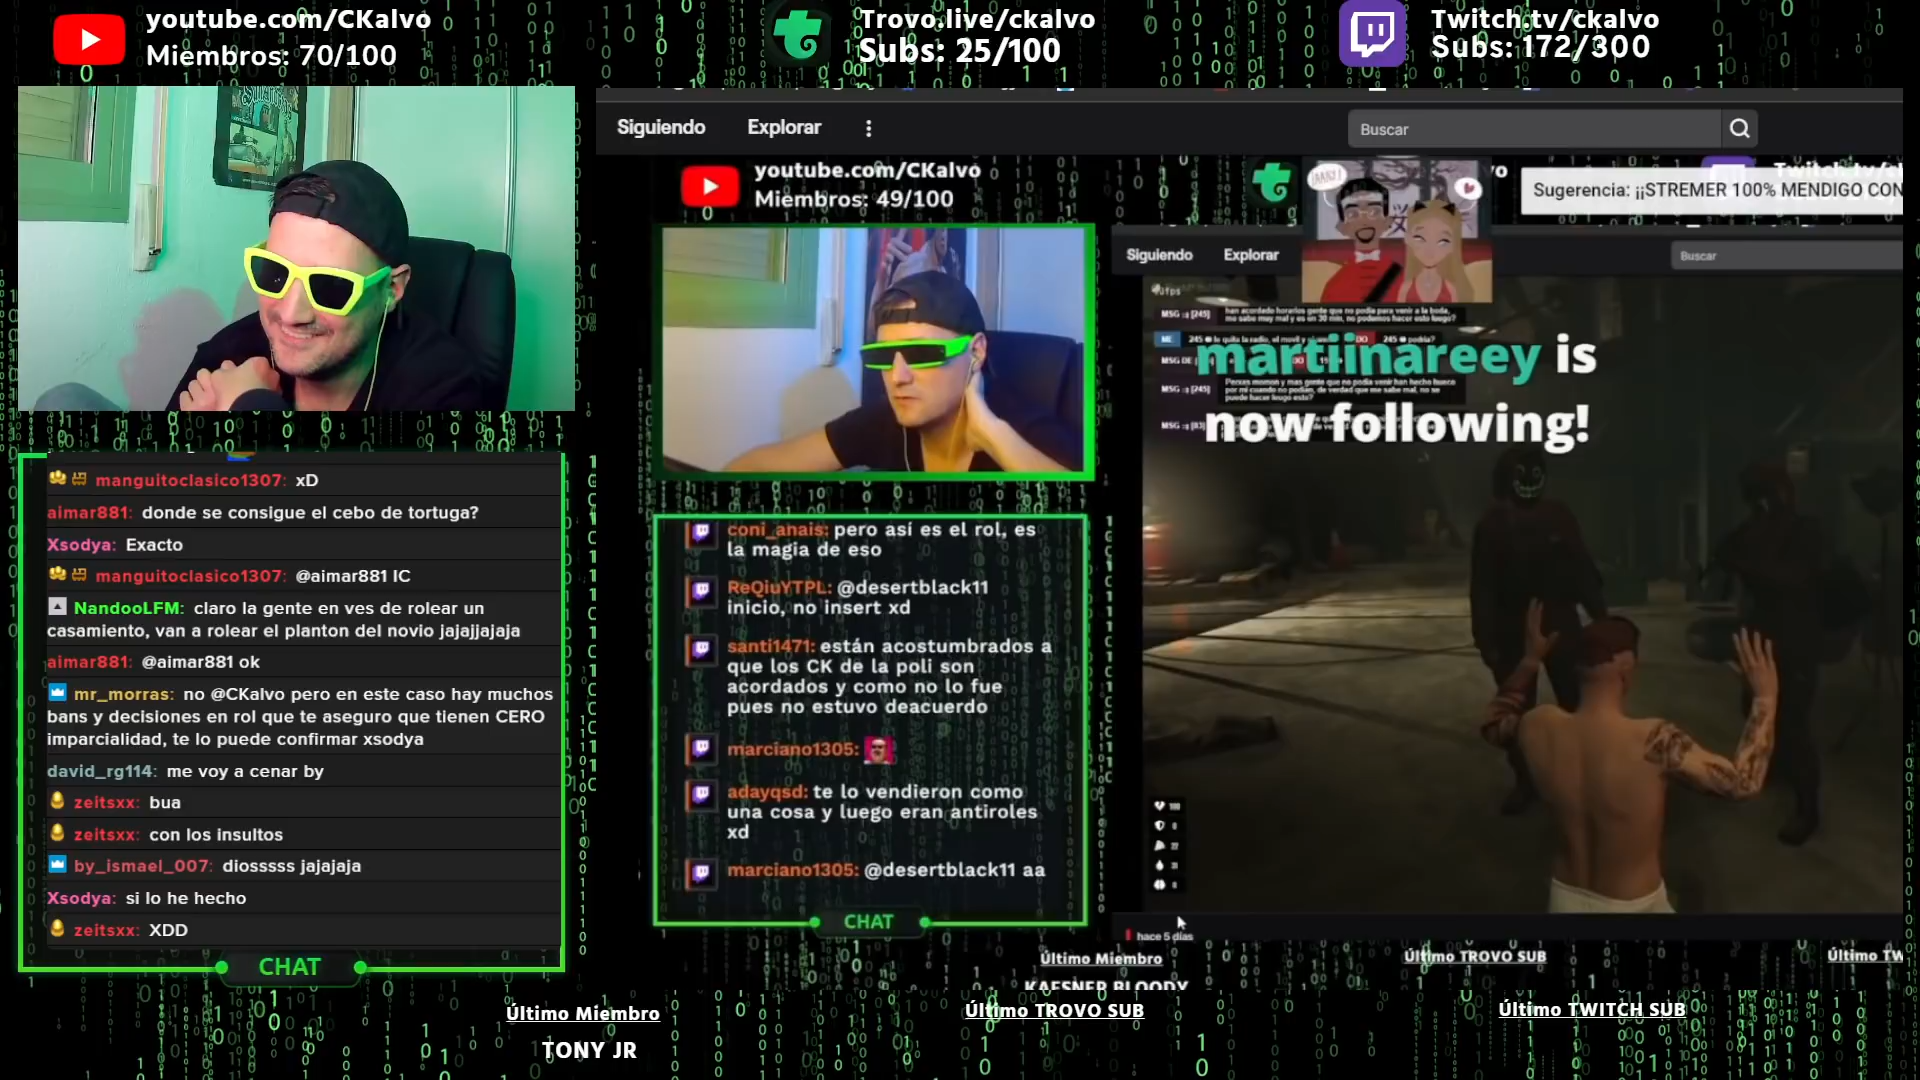 youtube.com/CKalvo
Miembros: 70/100
Trovo.live/ckalvo
Subs: 25/100
Twitch.tv/ckalvo
Subs: 172/300
Siguiendo
Explorar
Buscar
youtube.com/CKalvo
Miembros: 49/100
Sugerencia: ¡¡STREMER 100% MENDIGO CON
Siguiendo
Explorar
Buscar
martiinareey is
now following!
manguitoclasico1307: xD
aimar881: donde se consigue el cebo de tortuga?
Xsodya: Exacto
manguitoclasico1307: @aimar881 IC
NandooLFM: claro la gente en ves de rolear un
casamiento, van a rolear el planton del novio jajajjajaja
aimar881: @aimar881 ok
mr_morras: no @CKalvo pero en este caso hay muchos
bans y decisiones en rol que te aseguro que tienen CERO
imparcialidad, te lo puede confirmar xsodya
david_rg114: me voy a cenar by
zeitsxx: bua
zeitsxx: con los insultos
by_ismael_007: diosssss jajajaja
Xsodya: si lo he hecho
zeitsxx: XDD
CHAT
coni_anais: pero así es el rol, es
la magia de eso
ReQiuYTPL: @desertblack11
inicio, no insert xd
santi1471: están acostumbrados a
que los CK de la poli son
acordados y como no lo fue
pues no estuvo deacuerdo
marciano1305:
adayqsd: te lo vendieron como
una cosa y luego eran antiroles
xd
marciano1305: @desertblack11 aa
CHAT
hace 5 días
Último Miembro
KAESNER BLOODY
Último TROVO SUB
Último TW
Último Miembro
TONY JR
Último TROVO SUB
Último TWITCH SUB